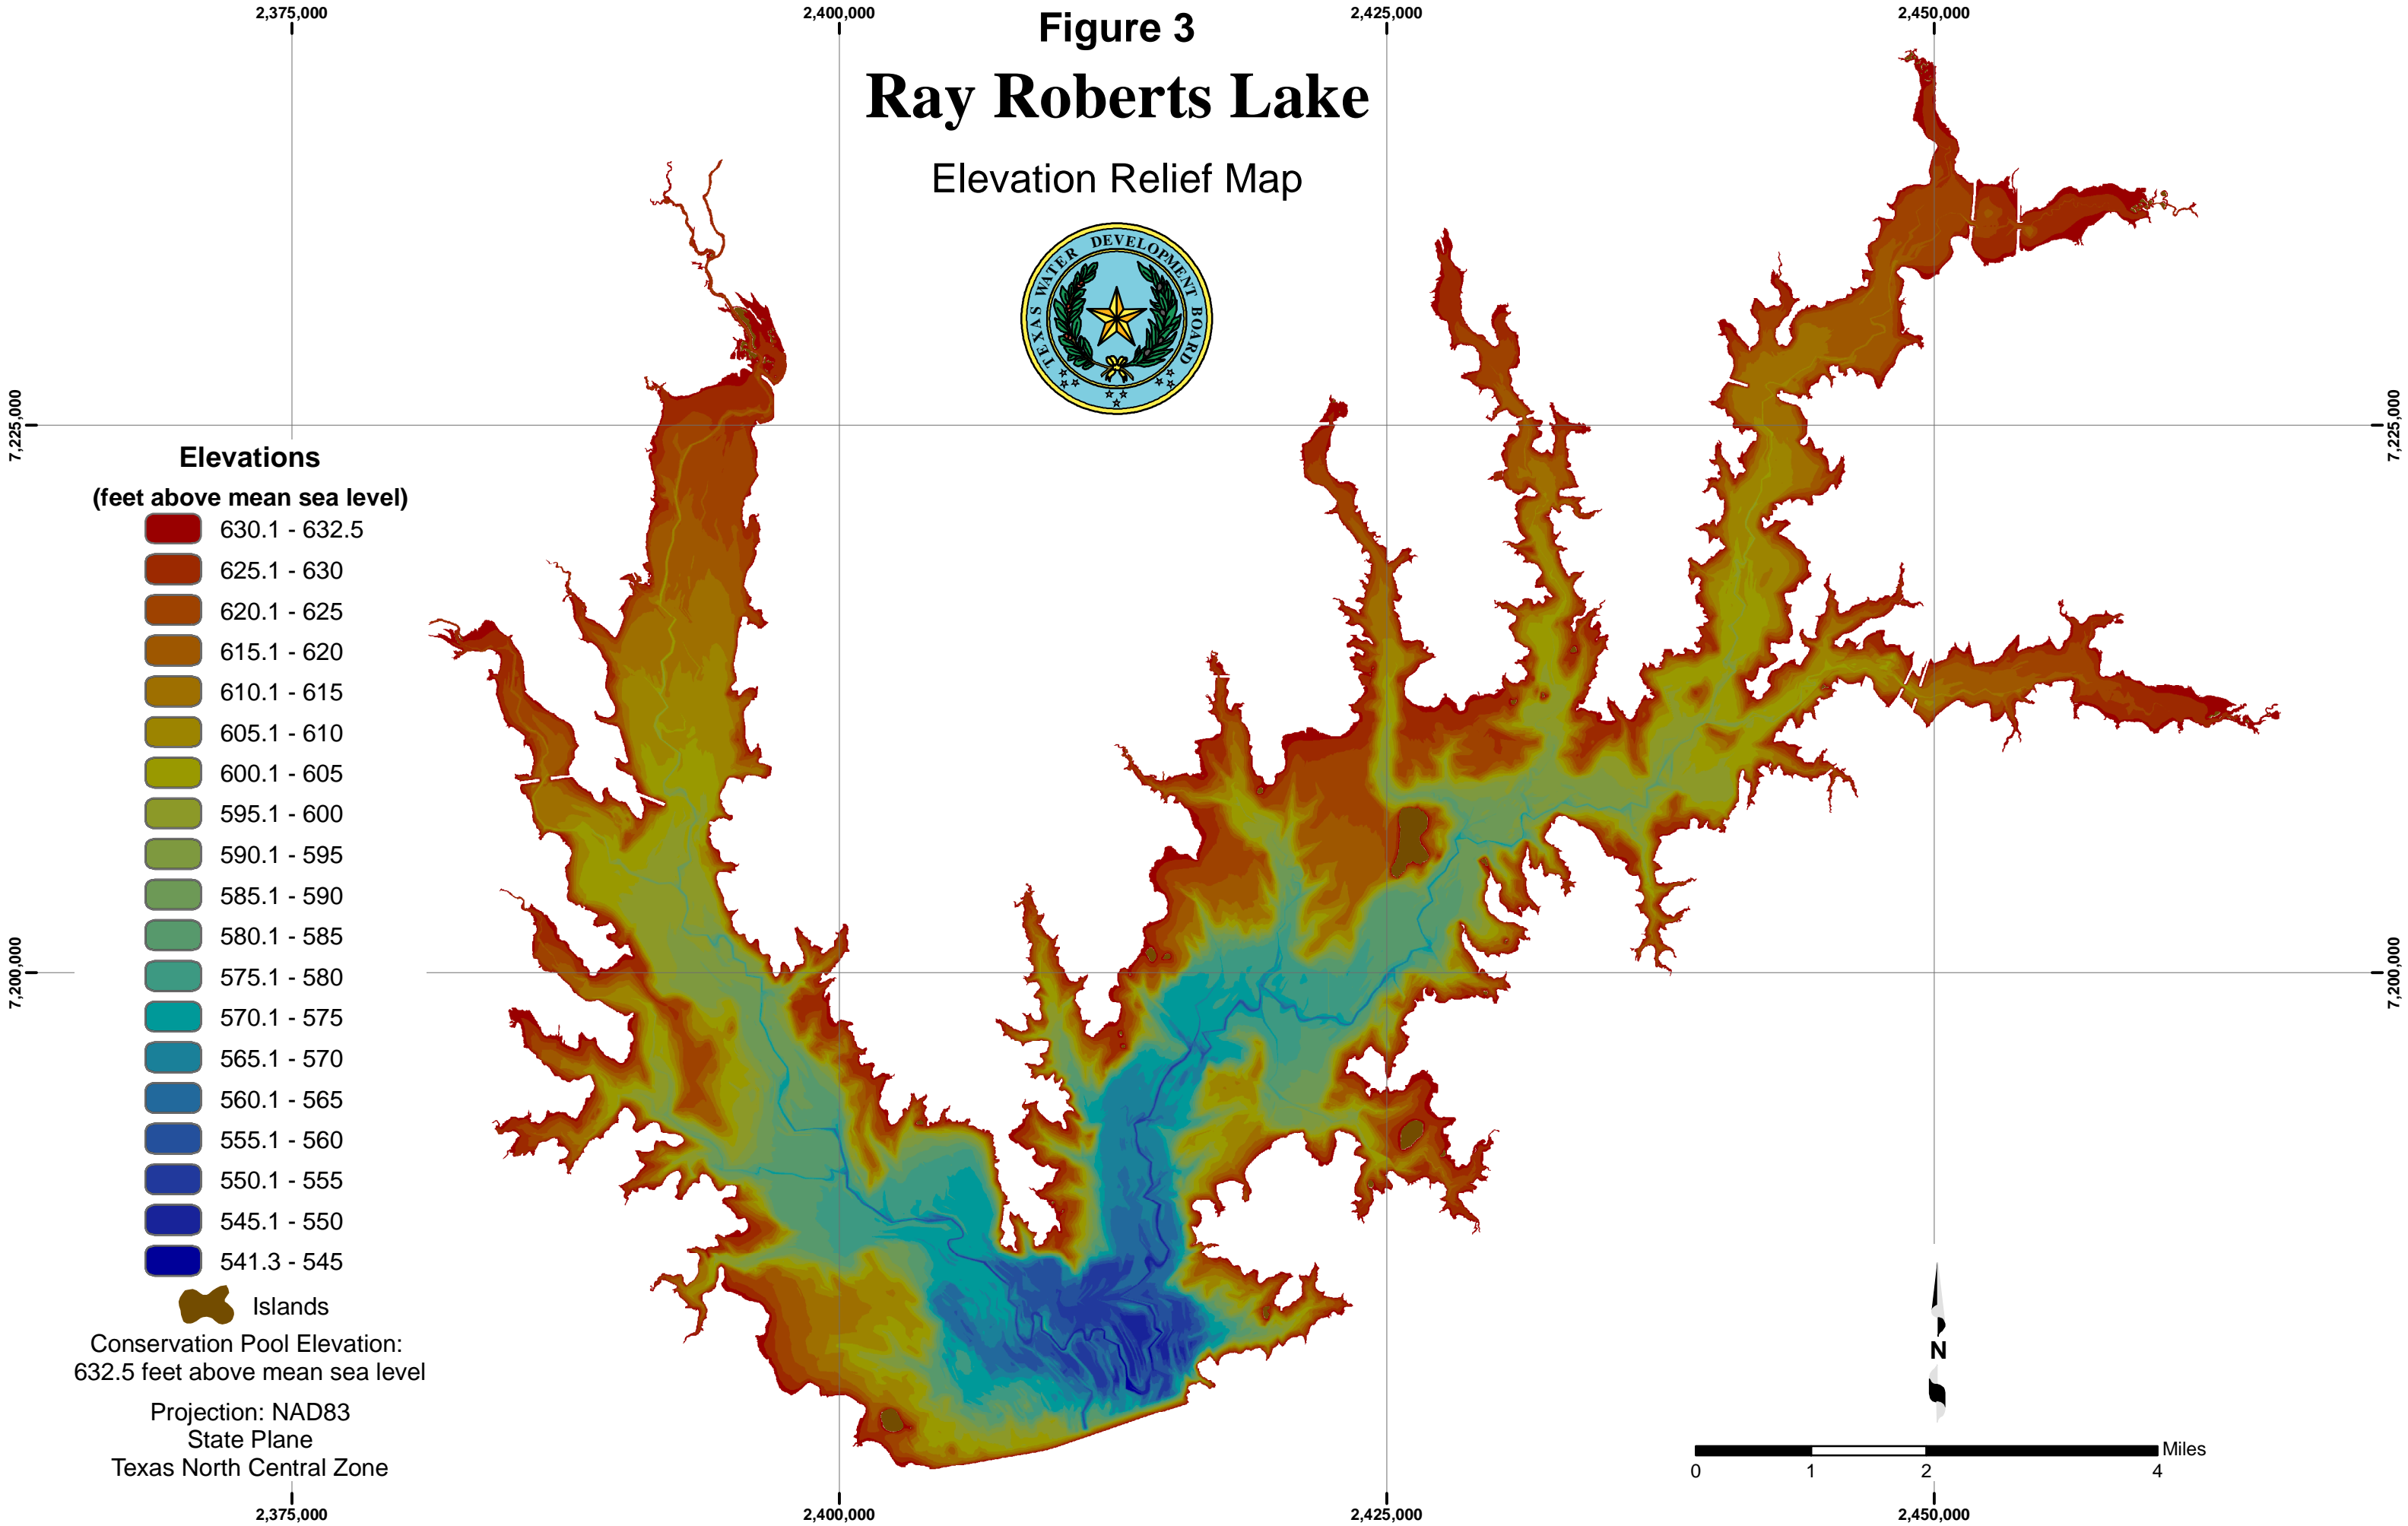 2,375,000
2,400,000
2,425,000
2,450,000
Figure 3
Ray Roberts Lake
Elevation Relief Map
TEXAS WATER DEVELOPMENT BOARD
7,225,000
7,225,000
Elevations
(feet above mean sea level)
630.1 - 632.5
625.1 - 630
620.1 - 625
615.1 - 620
610.1 - 615
605.1 - 610
600.1 - 605
595.1 - 600
590.1 - 595
585.1 - 590
580.1 - 585
575.1 - 580
570.1 - 575
565.1 - 570
560.1 - 565
555.1 - 560
550.1 - 555
545.1 - 550
541.3 - 545
Islands
7,200,000
7,200,000
Conservation Pool Elevation:
632.5 feet above mean sea level
Projection: NAD83
State Plane
Texas North Central Zone
N
Miles
0 1 2 4
2,375,000
2,400,000
2,425,000
2,450,000